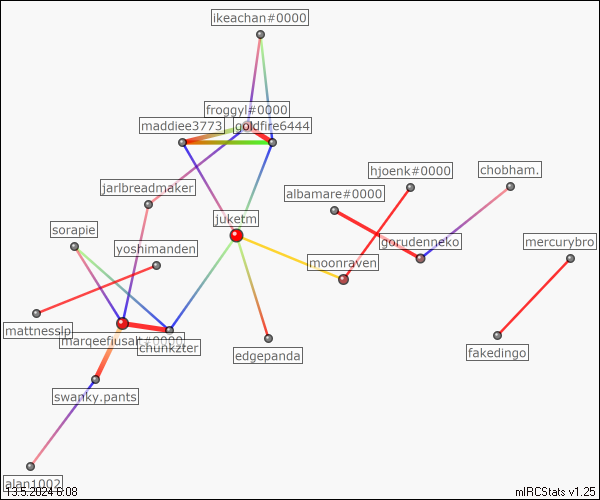 ikeachan#0000
froggyl#0000
maddiee3773
goldfire6444
hjoenk#0000
chobham.
jarlbreadmaker
albamare#0000
juketm
sorapie
gorudenneko
mercurybro
yoshimanden
moonraven
mattnesslp
marqeefiusalt#0000
chunkzter
edgepanda
fakedingo
swanky.pants
alan1002
13.5.2024 6:08
mIRCStats v1.25